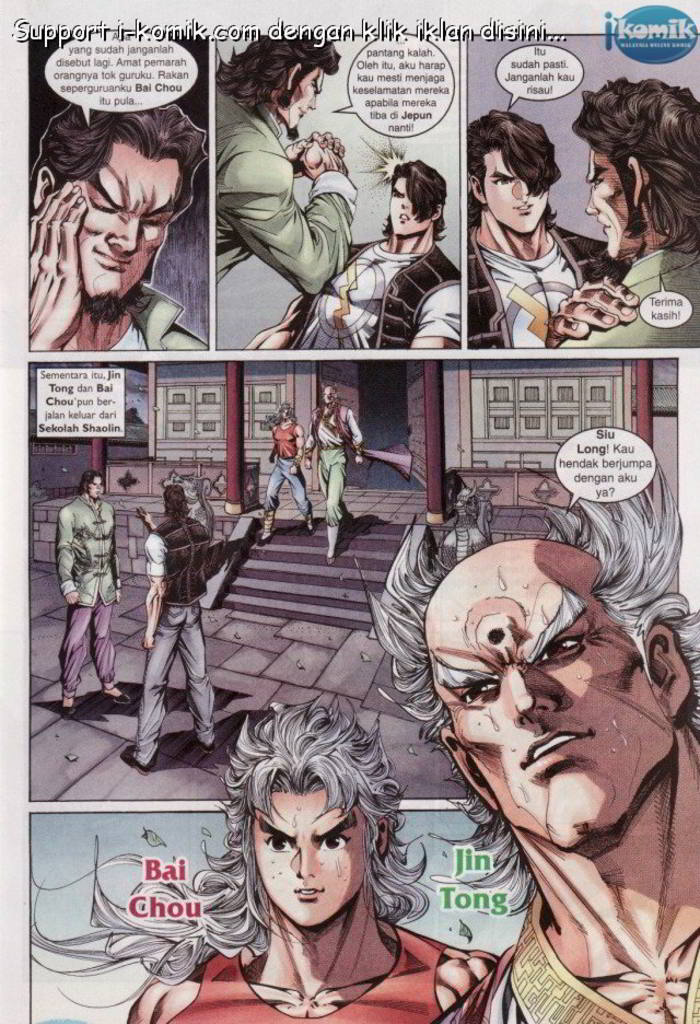 Support i-komik.com dengan klik iklan disini...
ikomik
MALAYSIA ONLINE KOMIK
yang sudah janganlah
disebut lagi. Amat pemarah
orangnya tok guruku. Rakan
seperguruanku Bai Chou
itu pula...
pantang kalah.
Oleh itu, aku harap
kau mesti menjaga
keselamatan mereka
apabila mereka
tiba di Jepun
nanti!
Itu
sudah pasti.
Janganlah kau
risau!
Terima
kasih!
Sementara itu, Jin
Tong dan Bai
Chou pun ber-
jalan keluar dari
Sekolah Shaolin.
Siu
Long! Kau
hendak berjumpa
dengan aku
ya?
Bai
Chou
Jin
Tong